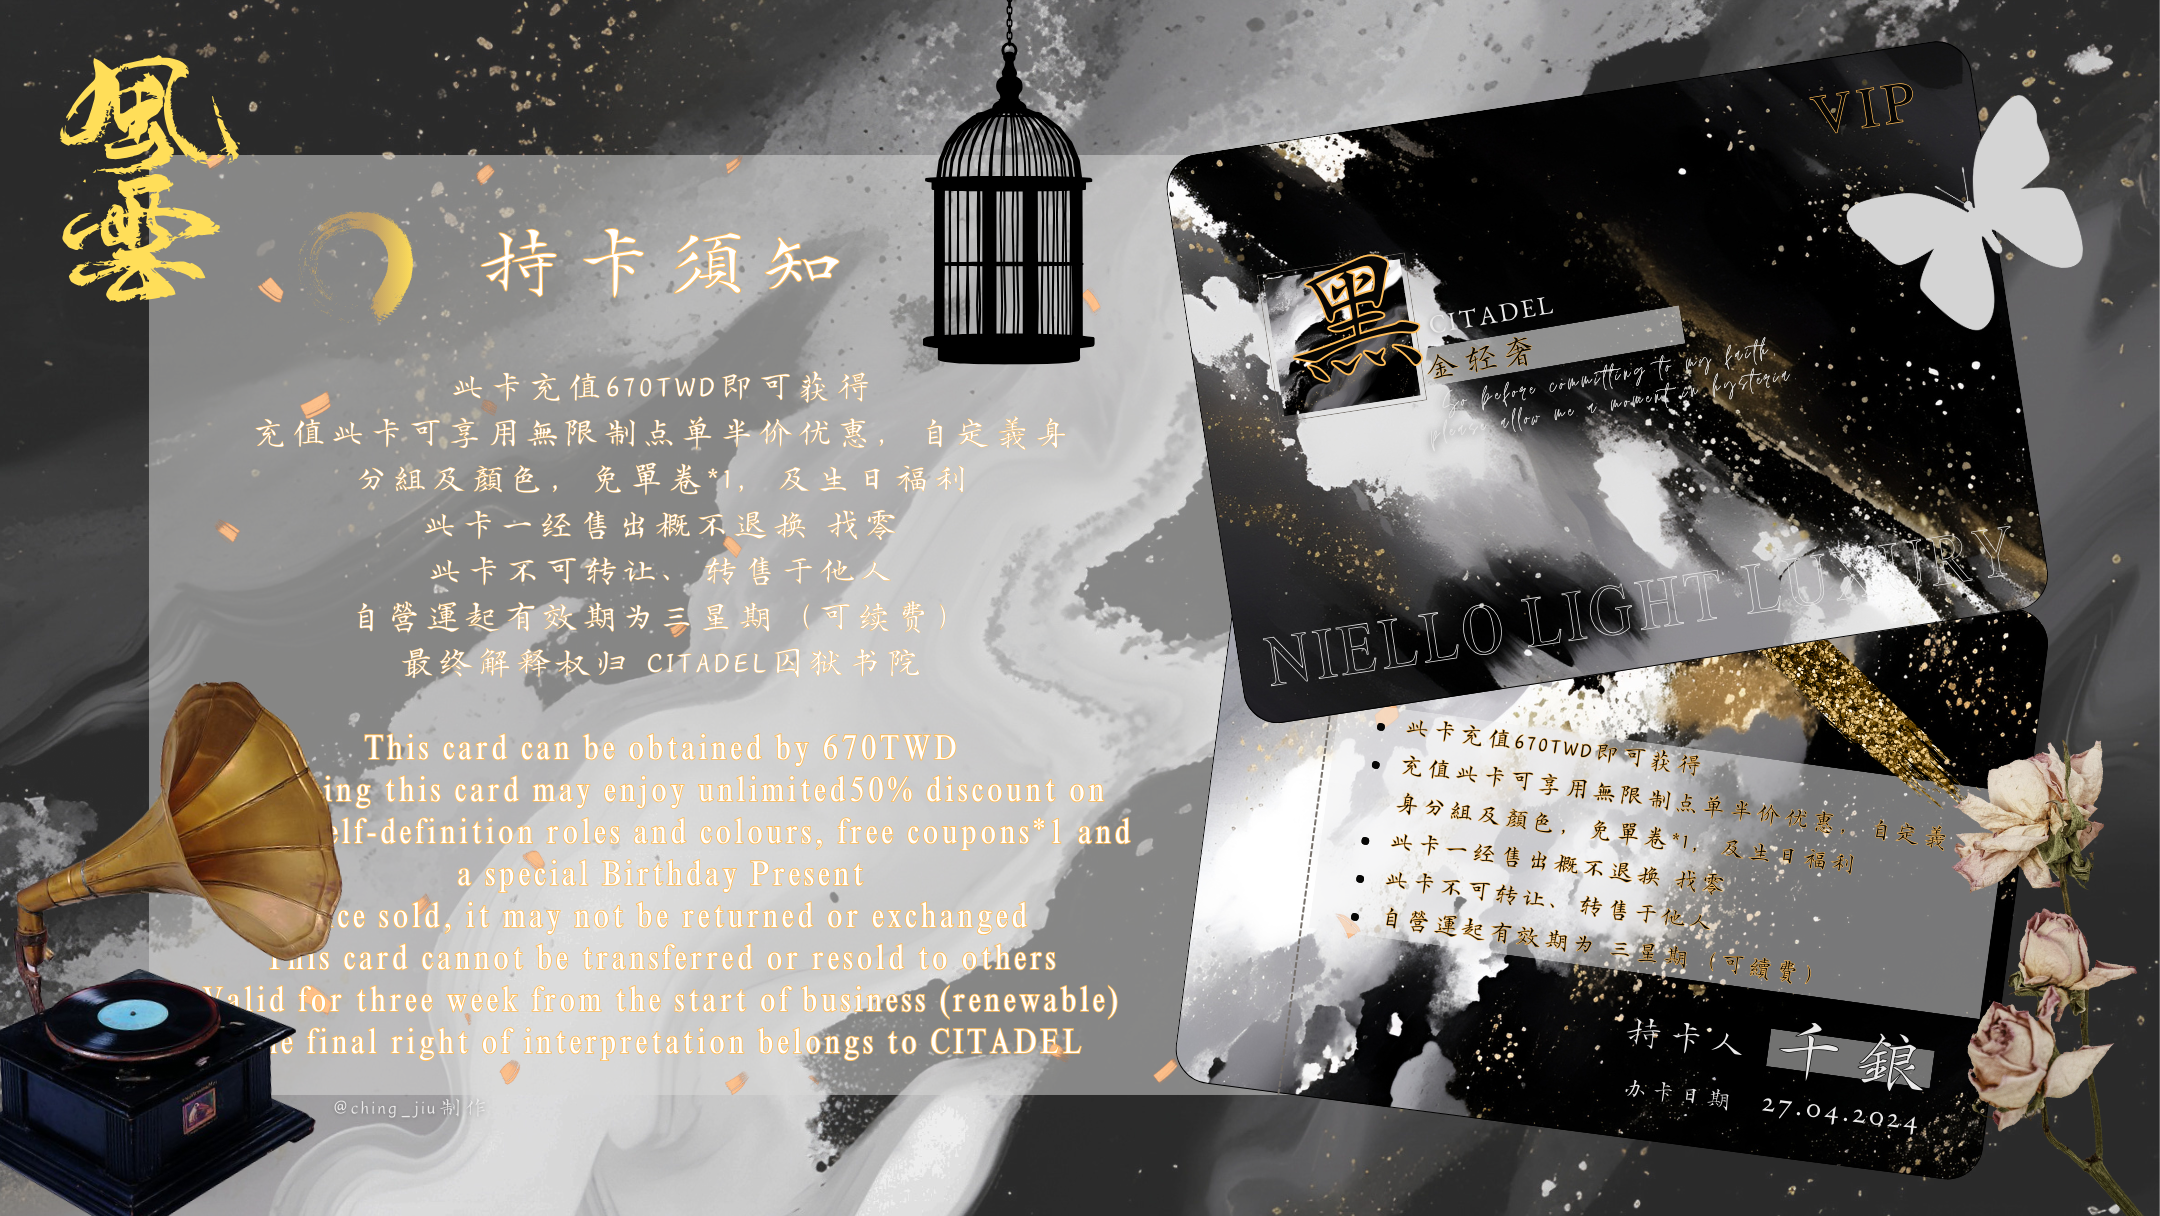 風雲
持卡須知
此卡充值670TWD即可获得
充值此卡可享用無限制点单半价优惠， 自定義身
分組及顏色， 免單卷*1， 及生日福利
此卡一经售出概不退换 找零
此卡不可转让、 转售于他人
自營運起有效期为三星期 （可续费）
最终解释权归 CITADEL囚狱书院
This card can be obtained by 670TWD
ing this card may enjoy unlimited50% discount on
elf-definition roles and colours, free coupons*1 and
a special Birthday Present
ce sold, it may not be returned or exchanged
This card cannot be transferred or resold to others
Valid for three week from the start of business (renewable)
e final right of interpretation belongs to CITADEL
@ching_jiu制作
VIP
黑
CITADEL
金轻奢
So before committing to my faith
please allow me a moment in hysteria
NIELLO LIGHT LUXURY
此卡充值670TWD即可获得
充值此卡可享用無限制点单半价优惠， 自定義
身分組及顏色， 免單卷*1， 及生日福利
此卡一经售出概不退换 找零
此卡不可转让、 转售于他人
自營運起有效期为 三星期 （可續費）
持卡人 千鋃
办卡日期 27.04.2024